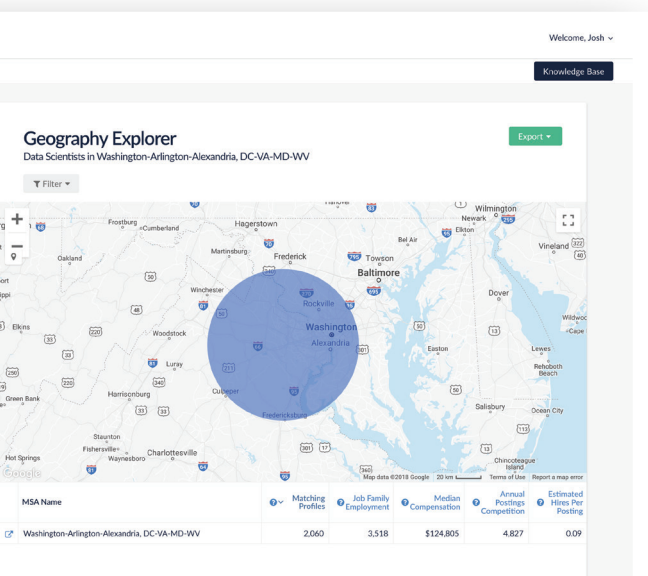 Welcome, Josh
Knowledge Base
Geography Explorer
Export
Data Scientists in Washington-Arlington-Alexandria, DC-VA-MD-WV
Filter
Wilmington
Newark
Frostburg
Cumberland
Hagerstown
Elkton
Bel Air
Vineland
Oakland
Martinsburg
Frederick
Towson
Baltimore
Winchester
Rockville
Dover
Elkins
Woodstock
Washington
Alexandria
Easton
Lewes
Luray
Rehoboth
Beach
Green Bank
Harrisonburg
Culpeper
Fredericksburg
Salisbury
Ocean City
Staunton
Fishersville
Waynesboro
Charlottesville
Hot Springs
Chincoteague
Island
Google
Map data ©2018 Google 20 km Terms of Use Report a map error
MSA Name
Matching
Profiles
Job Family
Employment
Median
Compensation
Annual
Postings
Competition
Estimated
Hires Per
Posting
Washington-Arlington-Alexandria, DC-VA-MD-WV 2,060 3,518 $124,805 4,827 0.09